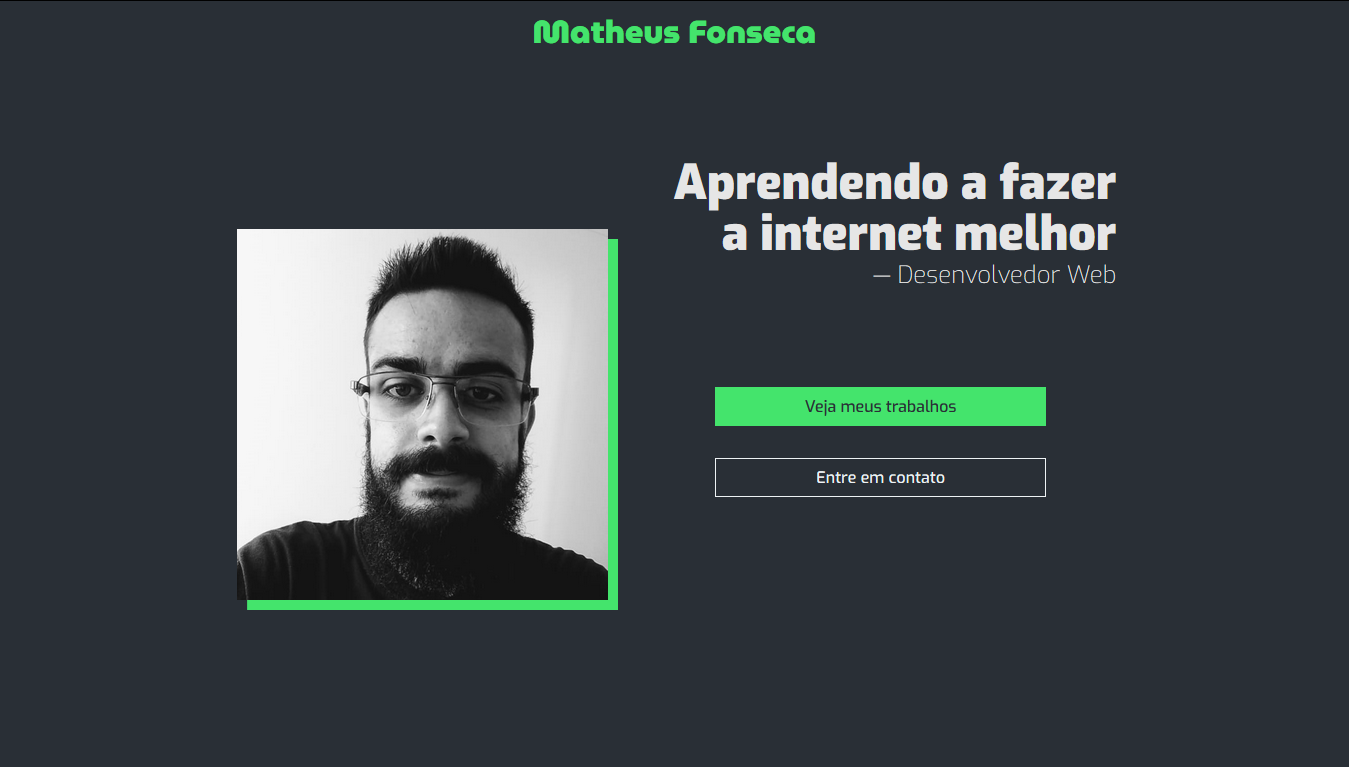 Matheus Fonseca
Aprendendo a fazer
a internet melhor
— Desenvolvedor Web
Veja meus trabalhos
Entre em contato